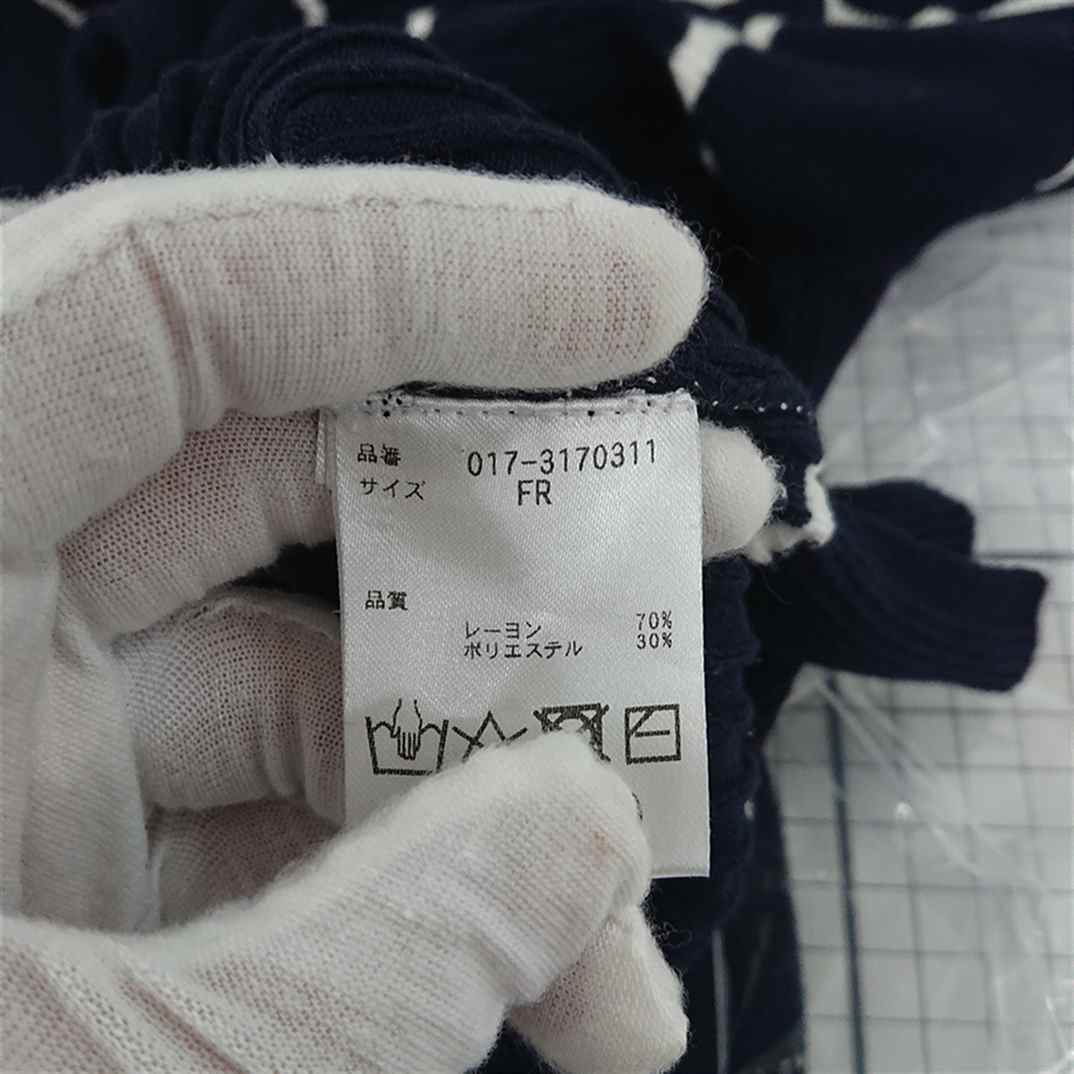 品番 017-3170311
サイズ FR
品質
レーヨン 70%
ポリエステル 30%